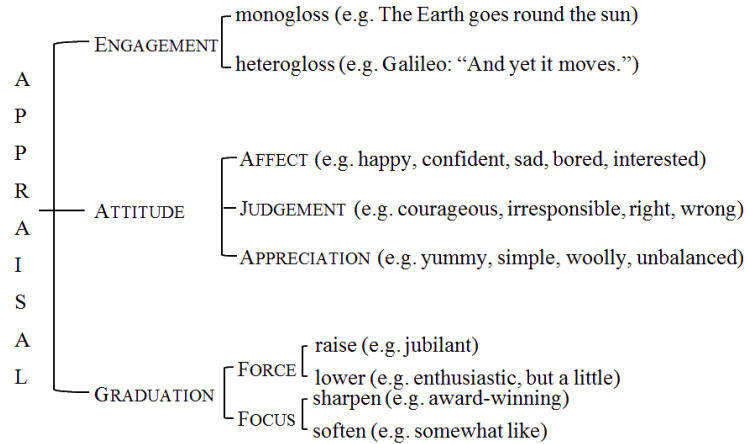 APPRAISAL
ENGAGEMENT
monogloss (e.g. The Earth goes round the sun)
heterogloss (e.g. Galileo: “And yet it moves.”)
ATTITUDE
AFFECT (e.g. happy, confident, sad, bored, interested)
JUDGEMENT (e.g. courageous, irresponsible, right, wrong)
APPRECIATION (e.g. yummy, simple, woolly, unbalanced)
GRADUATION
FORCE
raise (e.g. jubilant)
lower (e.g. enthusiastic, but a little)
FOCUS
sharpen (e.g. award-winning)
soften (e.g. somewhat like)